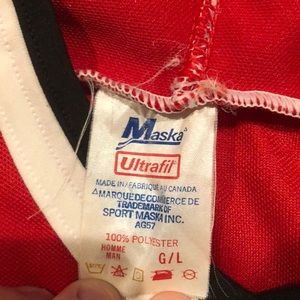 Maska
Ultrafil
MADE IN/FABRIQUÉ AU CANADA
△MARQUE DE COMMERCE DE
TRADEMARK OF
SPORT MASKA INC.
AG57
100% POLYESTER
HOMME
MAN
G/L